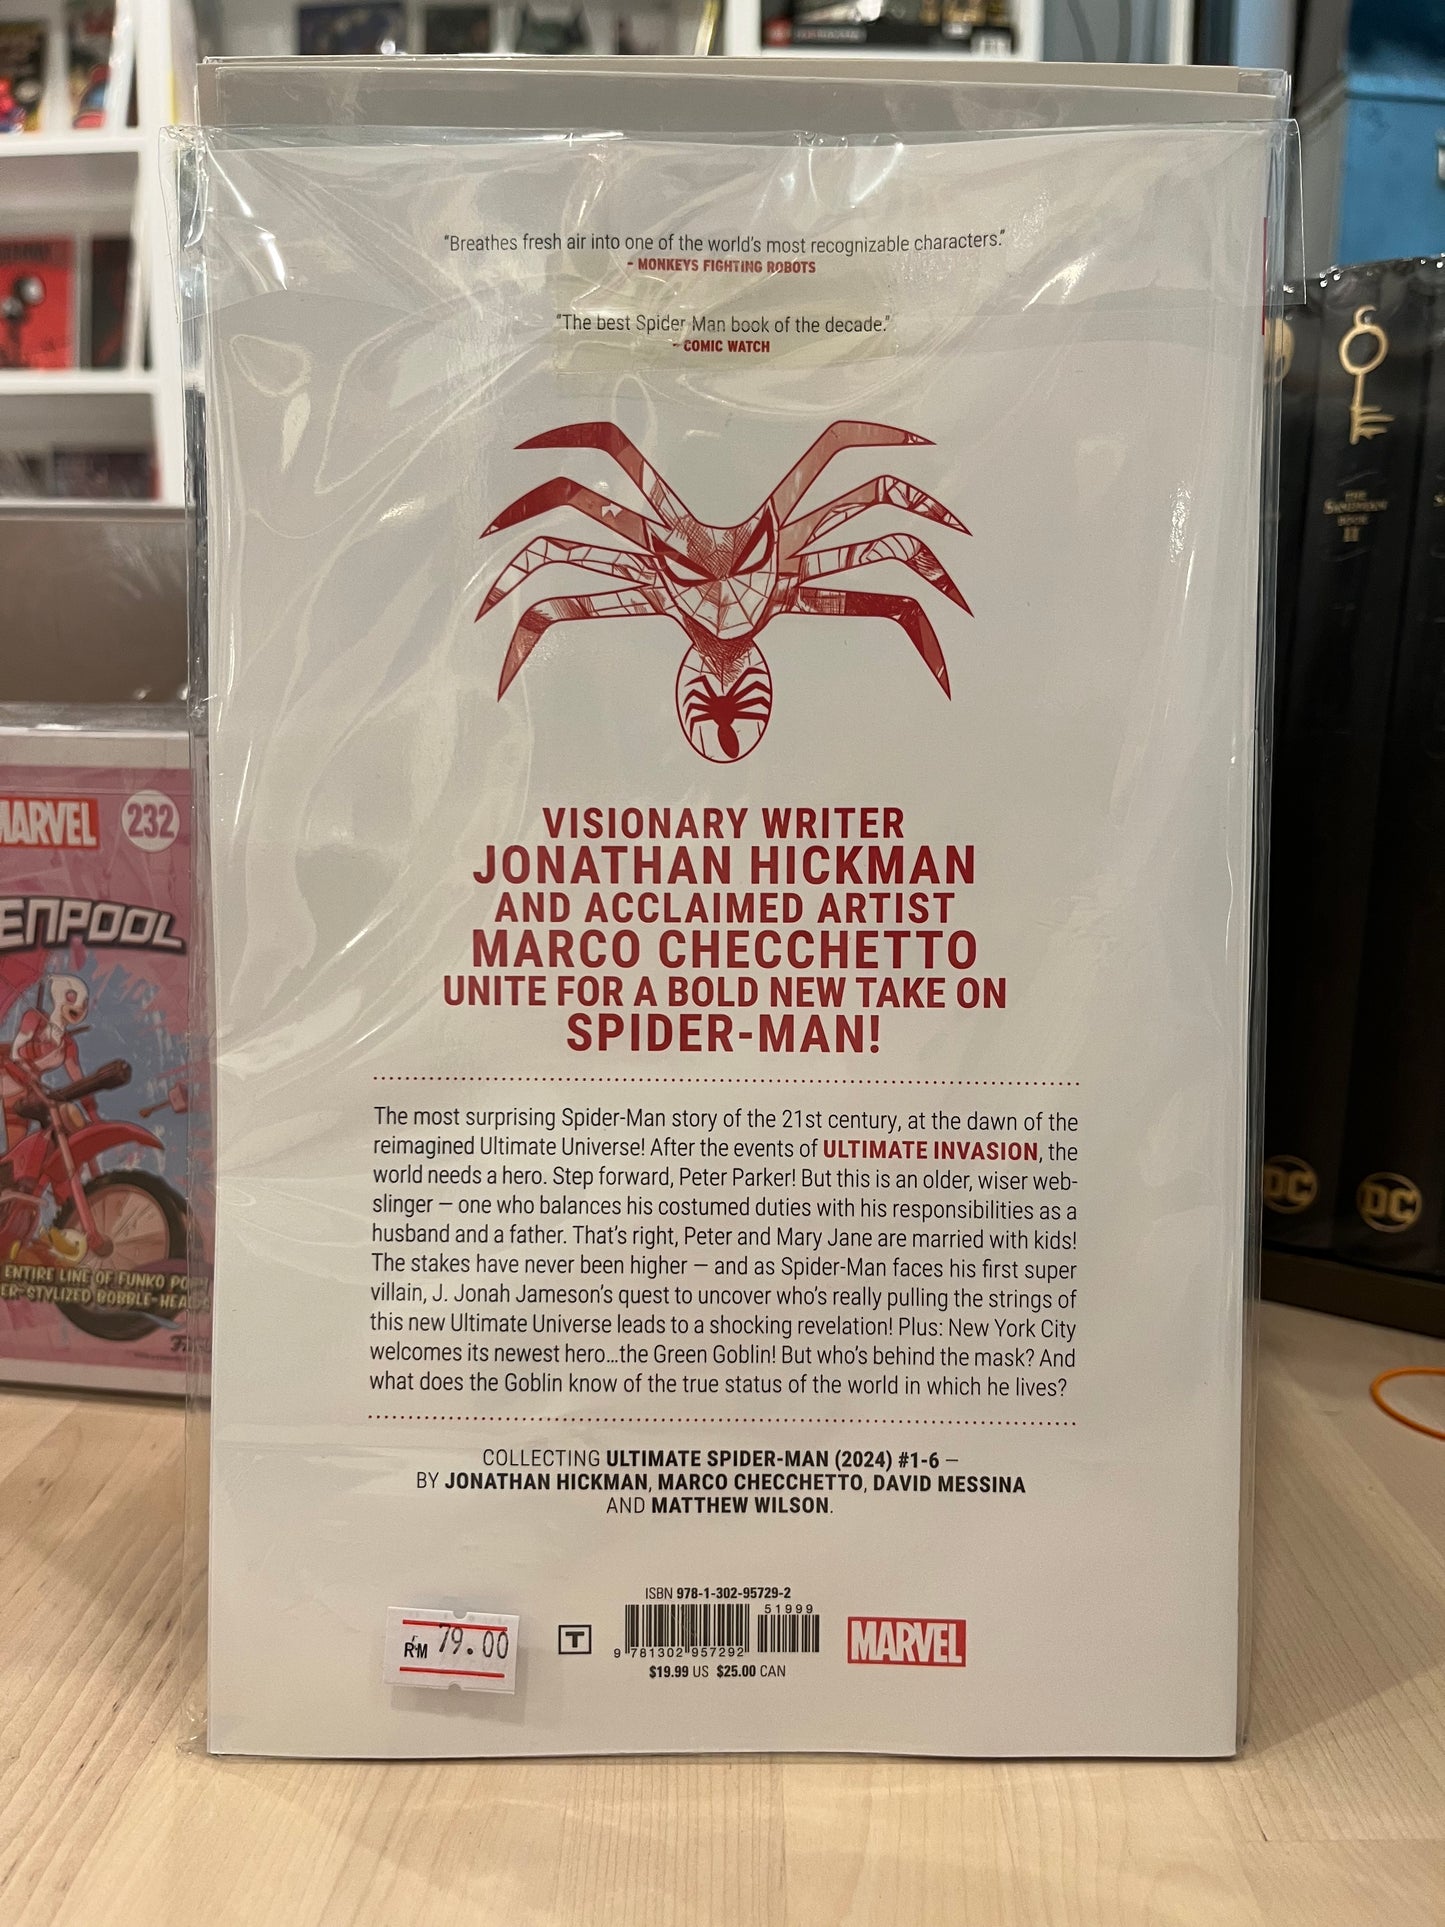 "Breathes fresh air into one of the world's most recognizable characters."
- MONKEYS FIGHTING ROBOTS
"The best Spider-Man book of the decade."
- COMIC WATCH
VISIONARY WRITER
JONATHAN HICKMAN
AND ACCLAIMED ARTIST
MARCO CHECCHETTO
UNITE FOR A BOLD NEW TAKE ON
SPIDER-MAN!
The most surprising Spider-Man story of the 21st century, at the dawn of the
reimagined Ultimate Universe! After the events of ULTIMATE INVASION, the
world needs a hero. Step forward, Peter Parker! But this is an older, wiser web-
slinger — one who balances his costumed duties with his responsibilities as a
husband and a father. That's right, Peter and Mary Jane are married with kids!
The stakes have never been higher — and as Spider-Man faces his first super
villain, J. Jonah Jameson's quest to uncover who's really pulling the strings of
this new Ultimate Universe leads to a shocking revelation! Plus: New York City
welcomes its newest hero...the Green Goblin! But who's behind the mask? And
what does the Goblin know of the true status of the world in which he lives?
COLLECTING ULTIMATE SPIDER-MAN (2024) #1-6 —
BY JONATHAN HICKMAN, MARCO CHECCHETTO, DAVID MESSINA
AND MATTHEW WILSON.
ISBN 978-1-302-95729-2
51999
9 781302 957292
$19.99 US $25.00 CAN
T
MARVEL
RM 79.00
MARVEL
232
ENPOOL
ENTIRE LINE OF FUNKO PO
ER-STYLIZED BOBBLE-HEA
THE
SANDMAN
BOOK
II
DC
DC